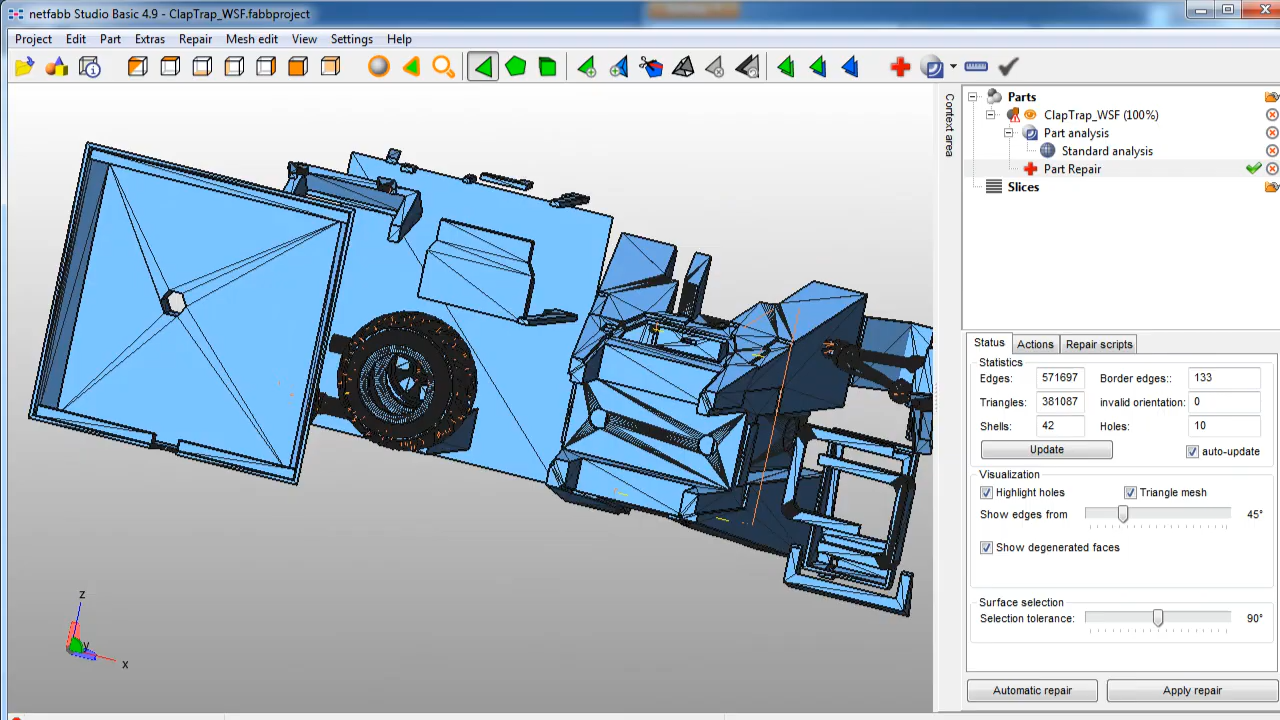 netfabb Studio Basic 4.9 - ClapTrap_WSF.fabbproject
Project Edit Part Extras Repair Mesh edit View Settings Help
Context area
Parts
ClapTrap_WSF (100%)
Part analysis
Standard analysis
Part Repair
Slices
Status Actions Repair scripts
Statistics
Edges: 571697 Border edges:: 133
Triangles: 381087 invalid orientation: 0
Shells: 42 Holes: 10
Update auto-update
Visualization
Highlight holes Triangle mesh
Show edges from 45°
Show degenerated faces
Surface selection
Selection tolerance: 90°
Automatic repair Apply repair
z
y
x